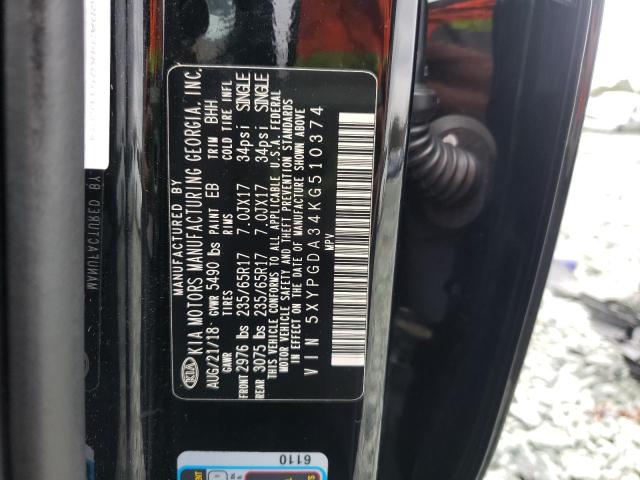 MANUFACTURED BY
KIA KIA MOTORS MANUFACTURING GEORGIA, INC.
AUG/21/18 GVWR 5490 lbs PAINT EB TRIM BHH
GAWR TIRES RIMS COLD TIRE INFL
FRONT 2976 lbs 235/65R17 7.0JX17 34psi SINGLE
REAR 3075 lbs 235/65R17 7.0JX17 34psi SINGLE
THIS VEHICLE CONFORMS TO ALL APPLICABLE U.S.A. FEDERAL
MOTOR VEHICLE SAFETY AND THEFT PREVENTION STANDARDS
IN EFFECT ON THE DATE OF MANUFACTURE SHOWN ABOVE
VIN 5XYPGDA34KG510374
MPV
6110